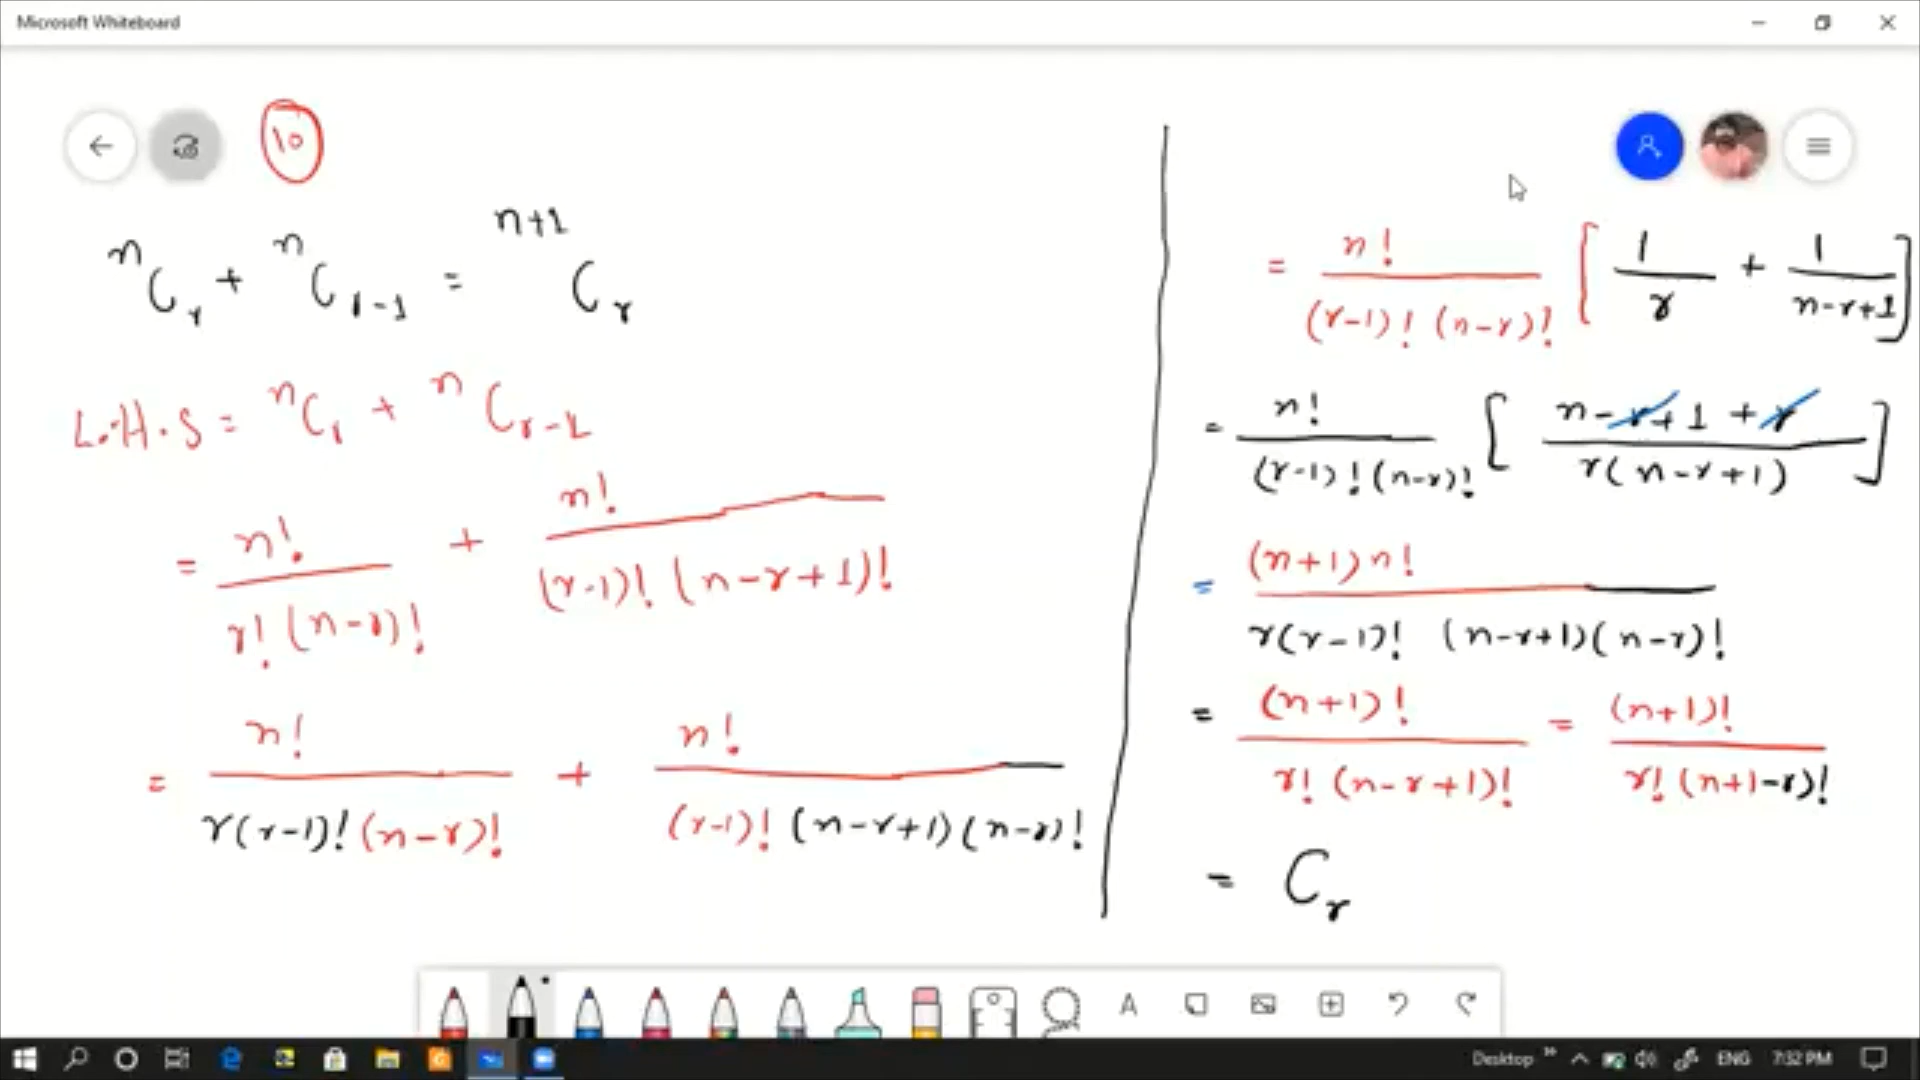 Microsoft Whiteboard
10
ⁿCᵣ + ⁿCᵣ₋₁ = ⁿ⁺¹Cᵣ
L.H.S = ⁿCᵣ + ⁿCᵣ₋₁
= n! / r!(n-r)! + n! / (r-1)!(n-r+1)!
= n! / r(r-1)!(n-r)! + n! / (r-1)!(n-r+1)(n-r)!
= n! / (r-1)!(n-r)! [ 1/r + 1/n-r+1 ]
= n! / (r-1)!(n-r)! [ n-r+1+r / r(n-r+1) ]
= (n+1)n! / r(r-1)! (n-r+1)(n-r)!
= (n+1)! / r!(n-r+1)! = (n+1)! / r!(n+1-r)!
= Cᵣ
A
Desktop ENG 7:32 PM